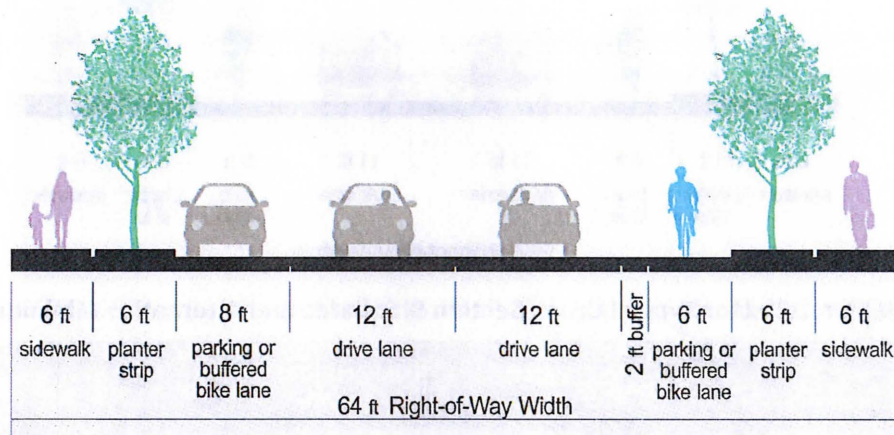 6 ft
sidewalk
6 ft
planter
strip
8 ft
parking or
buffered
bike lane
12 ft
drive lane
12 ft
drive lane
2 ft buffer
6 ft
parking or
buffered
bike lane
6 ft
planter
strip
6 ft
sidewalk
64 ft Right-of-Way Width